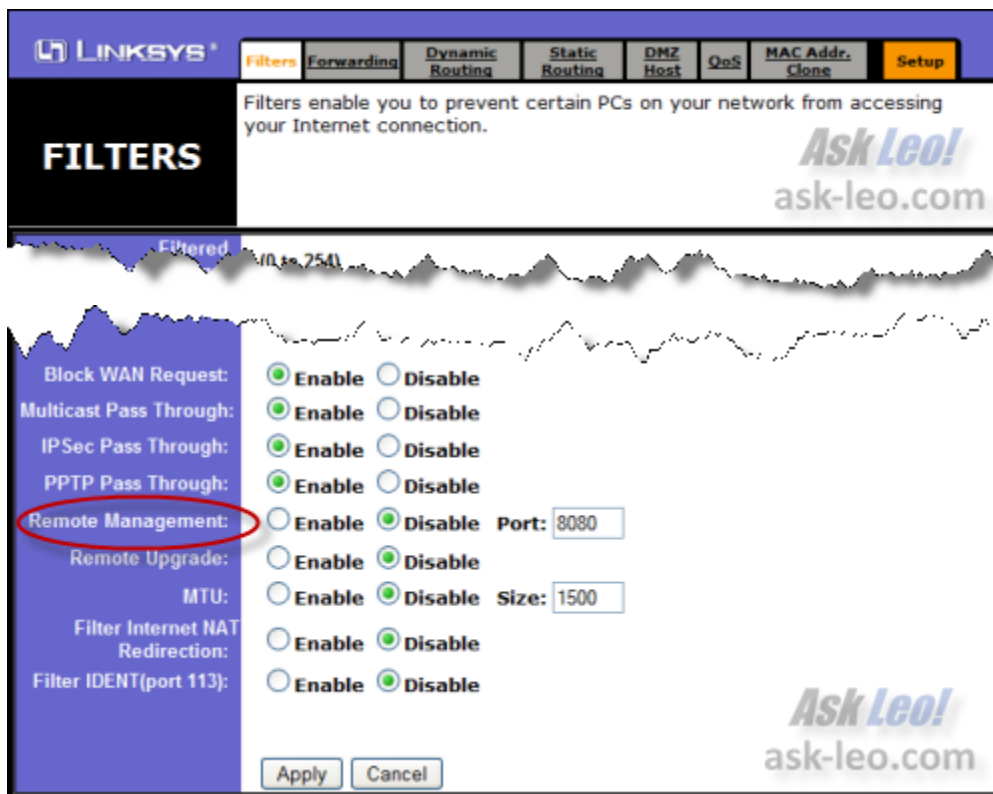 LINKSYS®
Filters Forwarding Dynamic Routing Static Routing DMZ Host QoS MAC Addr. Clone Setup
Filters enable you to prevent certain PCs on your network from accessing
your Internet connection.
FILTERS
Ask Leo!
ask-leo.com
Filtered
(0 to 254)
Block WAN Request: Enable Disable
Multicast Pass Through: Enable Disable
IPSec Pass Through: Enable Disable
PPTP Pass Through: Enable Disable
Remote Management: Enable Disable Port: 8080
Remote Upgrade: Enable Disable
MTU: Enable Disable Size: 1500
Filter Internet NAT
Redirection: Enable Disable
Filter IDENT(port 113): Enable Disable
Ask Leo!
ask-leo.com
Apply Cancel